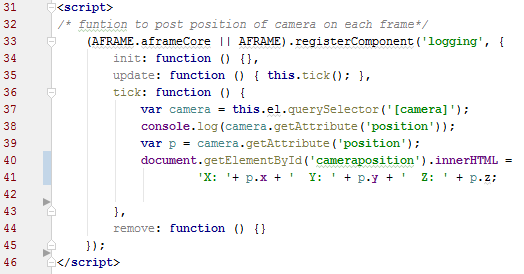 31 <script>
32 /* funtion to post position of camera on each frame*/
33     (AFRAME.aframeCore || AFRAME).registerComponent('logging', {
34         init: function () {},
35         update: function () { this.tick(); },
36         tick: function () {
37             var camera = this.el.querySelector('[camera]');
38             console.log(camera.getAttribute('position'));
39             var p = camera.getAttribute('position');
40             document.getElementById('cameraposition').innerHTML =
41                     'X: '+ p.x + '  Y: ' + p.y + '  Z: ' + p.z;
42
43         },
44         remove: function () {}
45     });
46 </script>